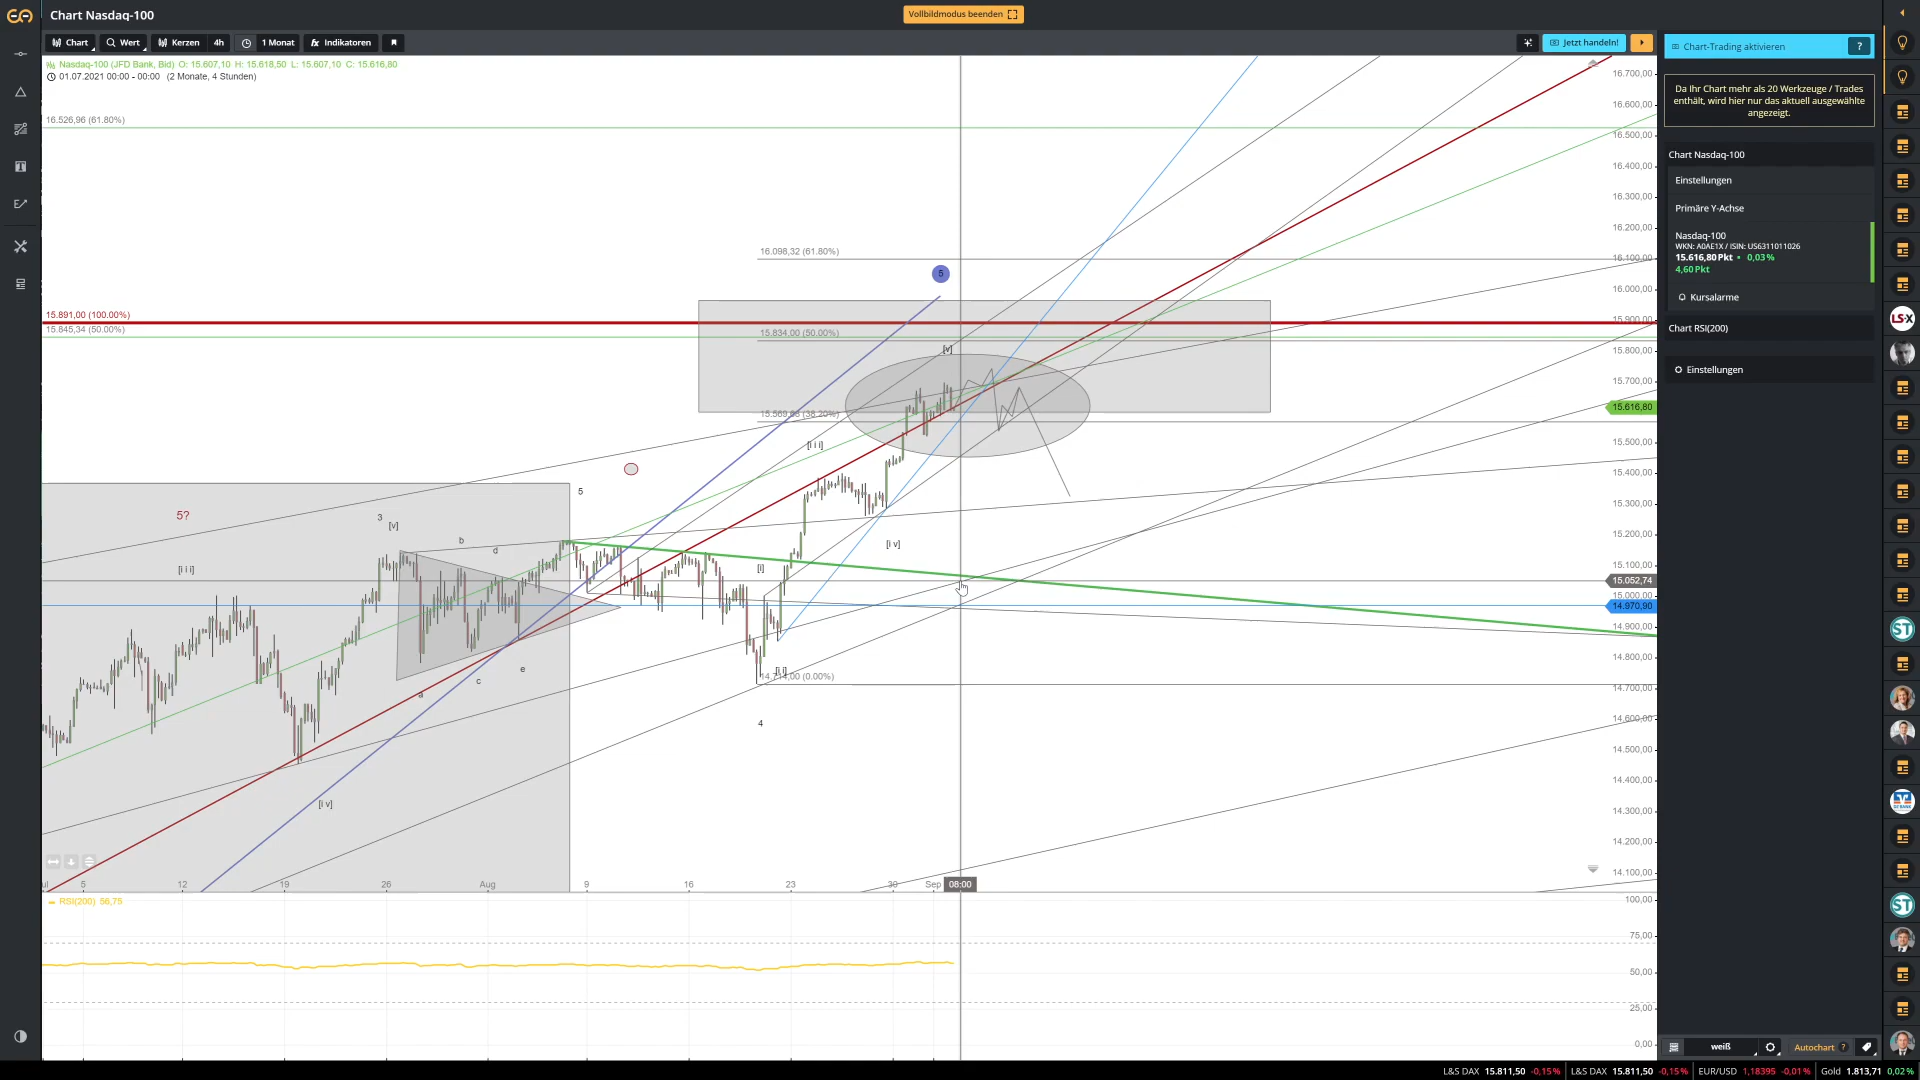 Chart Nasdaq-100
Vollbildmodus beenden
Chart
Wert
Kerzen
4h
1 Monat
fx Indikatoren
Jetzt handeln!
Chart-Trading aktivieren
?
Nasdaq-100 (JFD Bank, Bid) O: 15.607,10 H: 15.618,50 L: 15.607,10 C: 15.616,80
01.07.2021 00:00 - 00:00 (2 Monate, 4 Stunden)
Da Ihr Chart mehr als 20 Werkzeuge / Trades
enthält, wird hier nur das aktuell ausgewählte
angezeigt.
Chart Nasdaq-100
Einstellungen
Primäre Y-Achse
Nasdaq-100
WKN: A0AE1X / ISIN: US6311011026
15.616,80 Pkt • 0,03 %
4,60 Pkt
Kursalarme
Chart RSI(200)
Einstellungen
16.526,96 (61.80%)
16.098,32 (61.80%)
5
15.891,00 (100.00%)
15.845,34 (50.00%)
15.834,00 (50.00%)
[v]
15.569,68 (38.20%)
[i i i]
5
5?
3
[v]
b
d
[i i i]
[i]
[i v]
a
c
e
[i i]
14.714,00 (0.00%)
4
[i v]
16.700,00
16.600,00
16.500,00
16.400,00
16.300,00
16.200,00
16.100,00
16.000,00
15.900,00
15.800,00
15.700,00
15.616,80
15.500,00
15.400,00
15.300,00
15.200,00
15.100,00
15.052,74
15.000,00
14.970,90
14.900,00
14.800,00
14.700,00
14.600,00
14.500,00
14.400,00
14.300,00
14.200,00
14.100,00
ul
5
12
19
26
Aug
9
16
23
30
Sep
08:00
RSI(200) 56,75
100,00
75,00
50,00
25,00
0,00
LS-X
ST
DZ BANK
ST
weiß
Autochart
?
L&S DAX 15.811,50 -0,15%
L&S DAX 15.811,50 -0,15%
EUR/USD 1,18395 -0,01%
Gold 1.813,71 0,02%